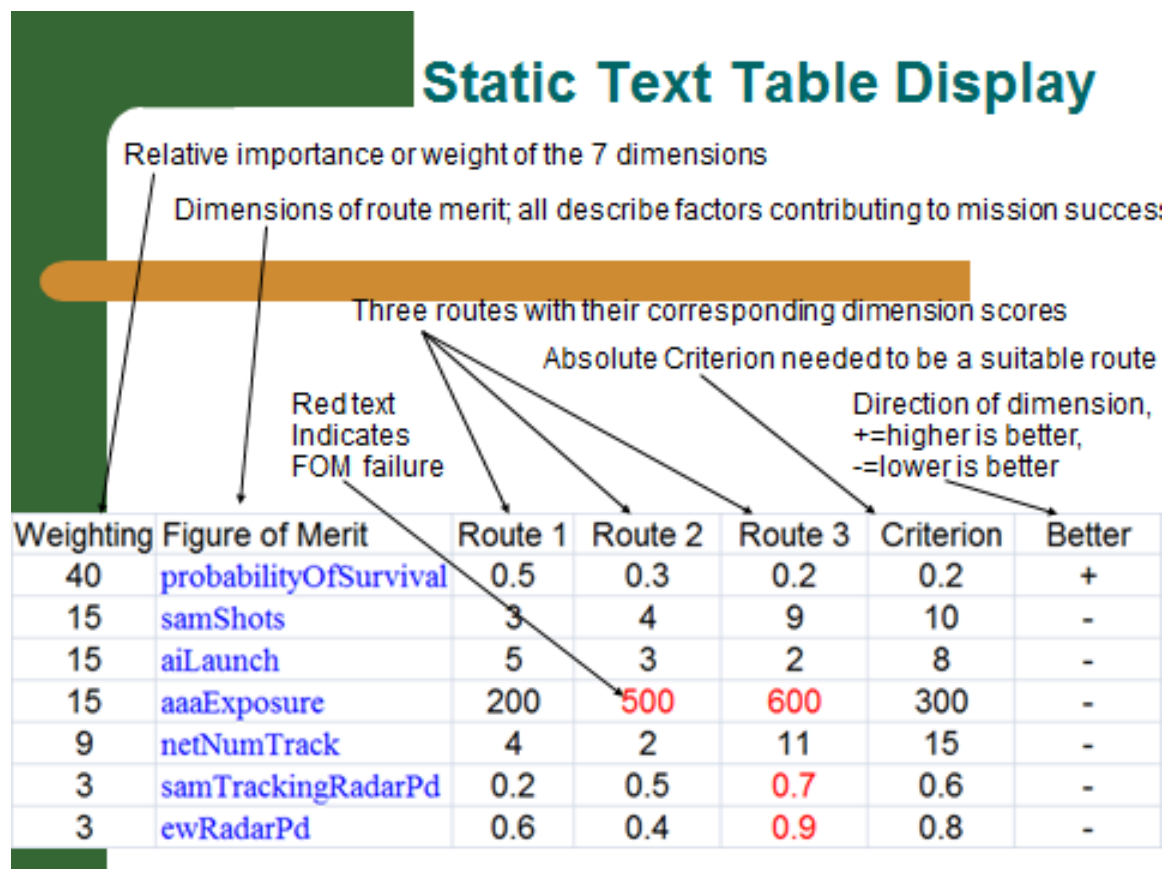 Static Text Table Display
Relative importance or weight of the 7 dimensions
Dimensions of route merit; all describe factors contributing to mission succes
Three routes with their corresponding dimension scores
Absolute Criterion needed to be a suitable route
Red text
Indicates
FOM failure
Direction of dimension,
+=higher is better,
-=lower is better
Weighting Figure of Merit Route 1 Route 2 Route 3 Criterion Better
40 probabilityOfSurvival 0.5 0.3 0.2 0.2 +
15 samShots 3 4 9 10 -
15 aiLaunch 5 3 2 8 -
15 aaaExposure 200 500 600 300 -
9 netNumTrack 4 2 11 15 -
3 samTrackingRadarPd 0.2 0.5 0.7 0.6 -
3 ewRadarPd 0.6 0.4 0.9 0.8 -